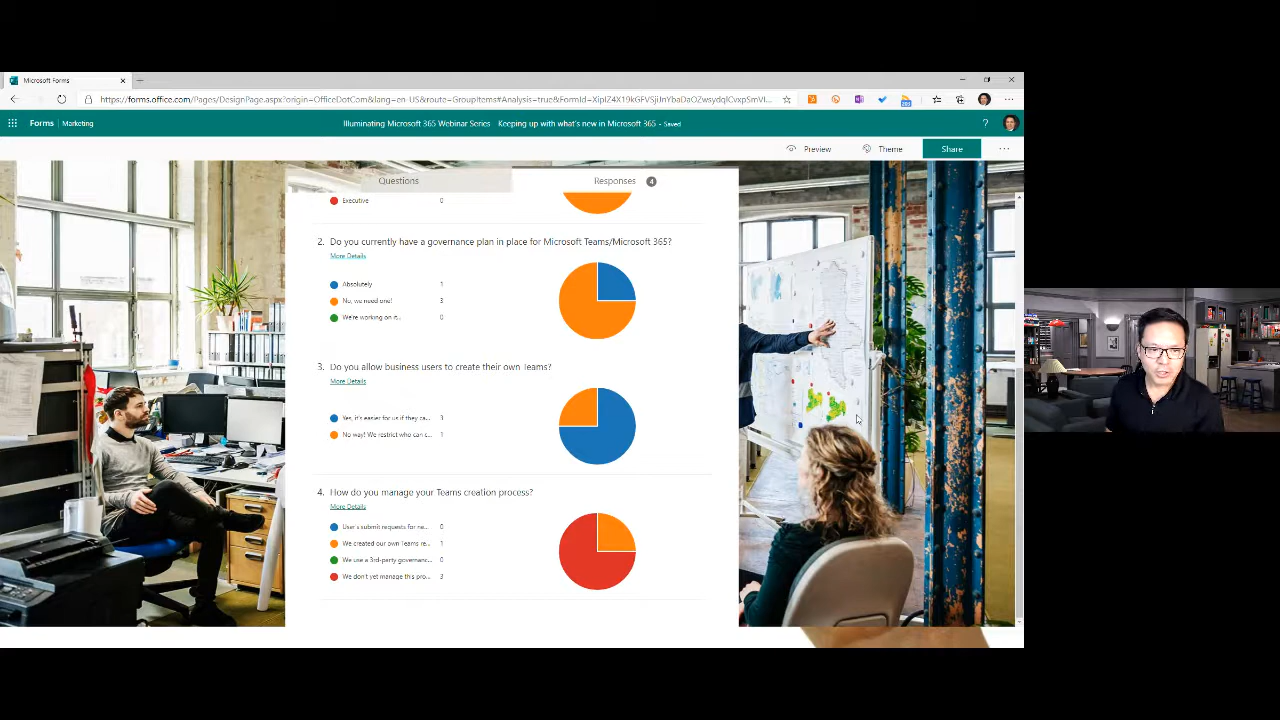 Microsoft Forms
https://forms.office.com/Pages/DesignPage.aspx?origin=OfficeDotCom&lang=en-US&route=GroupItems#Analysis=true&FormId=
Forms | Marketing
Illuminating Microsoft 365 Webinar Series - Keeping up with what's new in Microsoft 365 - Saved
?
Preview
Theme
Share
Questions
Responses 4
Executive 0
2. Do you currently have a governance plan in place for Microsoft Teams/Microsoft 365?
More Details
Absolutely 1
No, we need one! 3
We're working on it... 0
3. Do you allow business users to create their own Teams?
More Details
Yes, it's easier for us if they ca... 3
No way! We restrict who can c... 1
4. How do you manage your Teams creation process?
More Details
User's submit requests for ne... 0
We created our own Teams re... 1
We use a 3rd-party governanc... 0
We don't yet manage this pro... 3